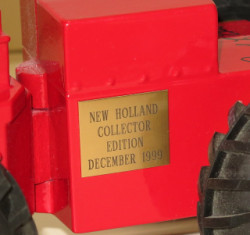 NEW HOLLAND
COLLECTOR
EDITION
DECEMBER 1999